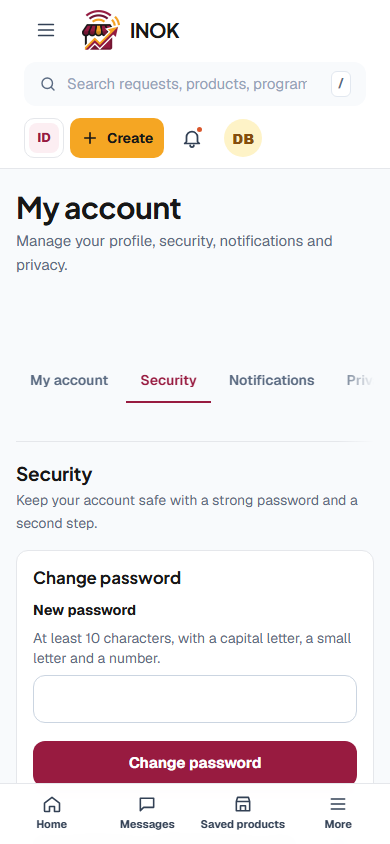 INOK
Search requests, products, program
/
ID
Create
DB
My account
Manage your profile, security, notifications and
privacy.
My account
Security
Notifications
Priv
Security
Keep your account safe with a strong password and a
second step.
Change password
New password
At least 10 characters, with a capital letter, a small
letter and a number.
Change password
Home
Messages
Saved products
More